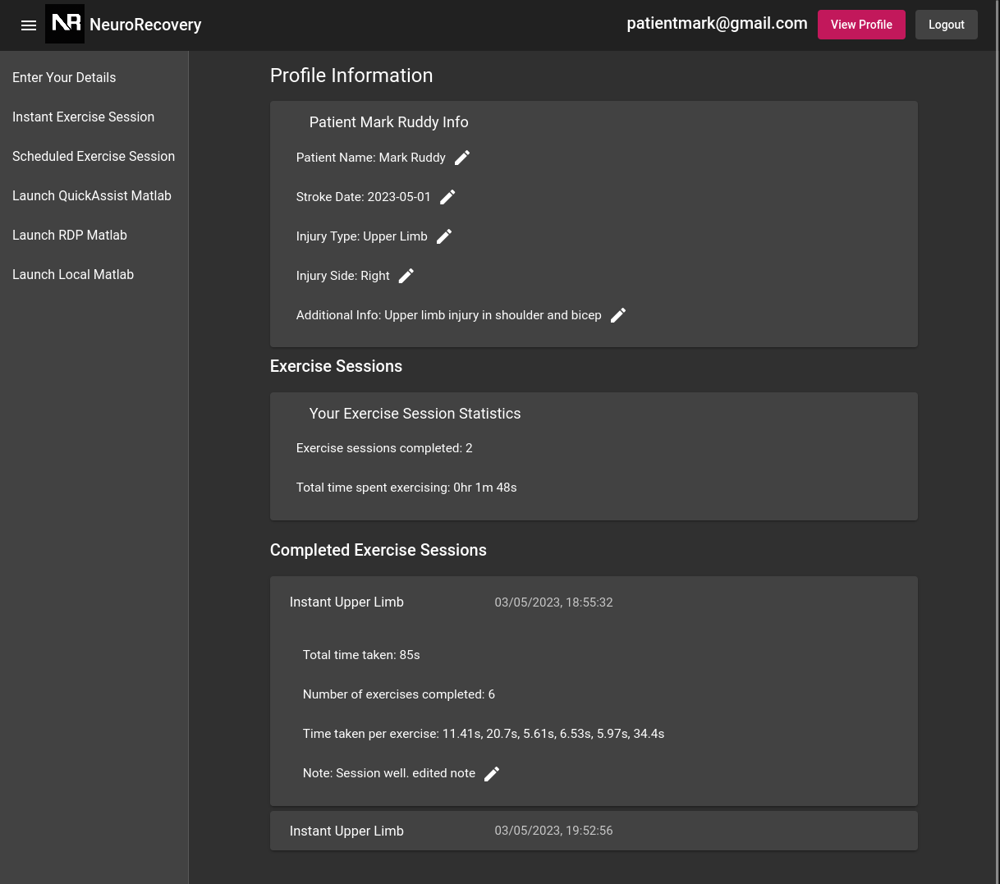 NR NeuroRecovery
patientmark@gmail.com View Profile Logout
Enter Your Details
Instant Exercise Session
Scheduled Exercise Session
Launch QuickAssist Matlab
Launch RDP Matlab
Launch Local Matlab
Profile Information
Patient Mark Ruddy Info
Patient Name: Mark Ruddy
Stroke Date: 2023-05-01
Injury Type: Upper Limb
Injury Side: Right
Additional Info: Upper limb injury in shoulder and bicep
Exercise Sessions
Your Exercise Session Statistics
Exercise sessions completed: 2
Total time spent exercising: 0hr 1m 48s
Completed Exercise Sessions
Instant Upper Limb 03/05/2023, 18:55:32
Total time taken: 85s
Number of exercises completed: 6
Time taken per exercise: 11.41s, 20.7s, 5.61s, 6.53s, 5.97s, 34.4s
Note: Session well. edited note
Instant Upper Limb 03/05/2023, 19:52:56